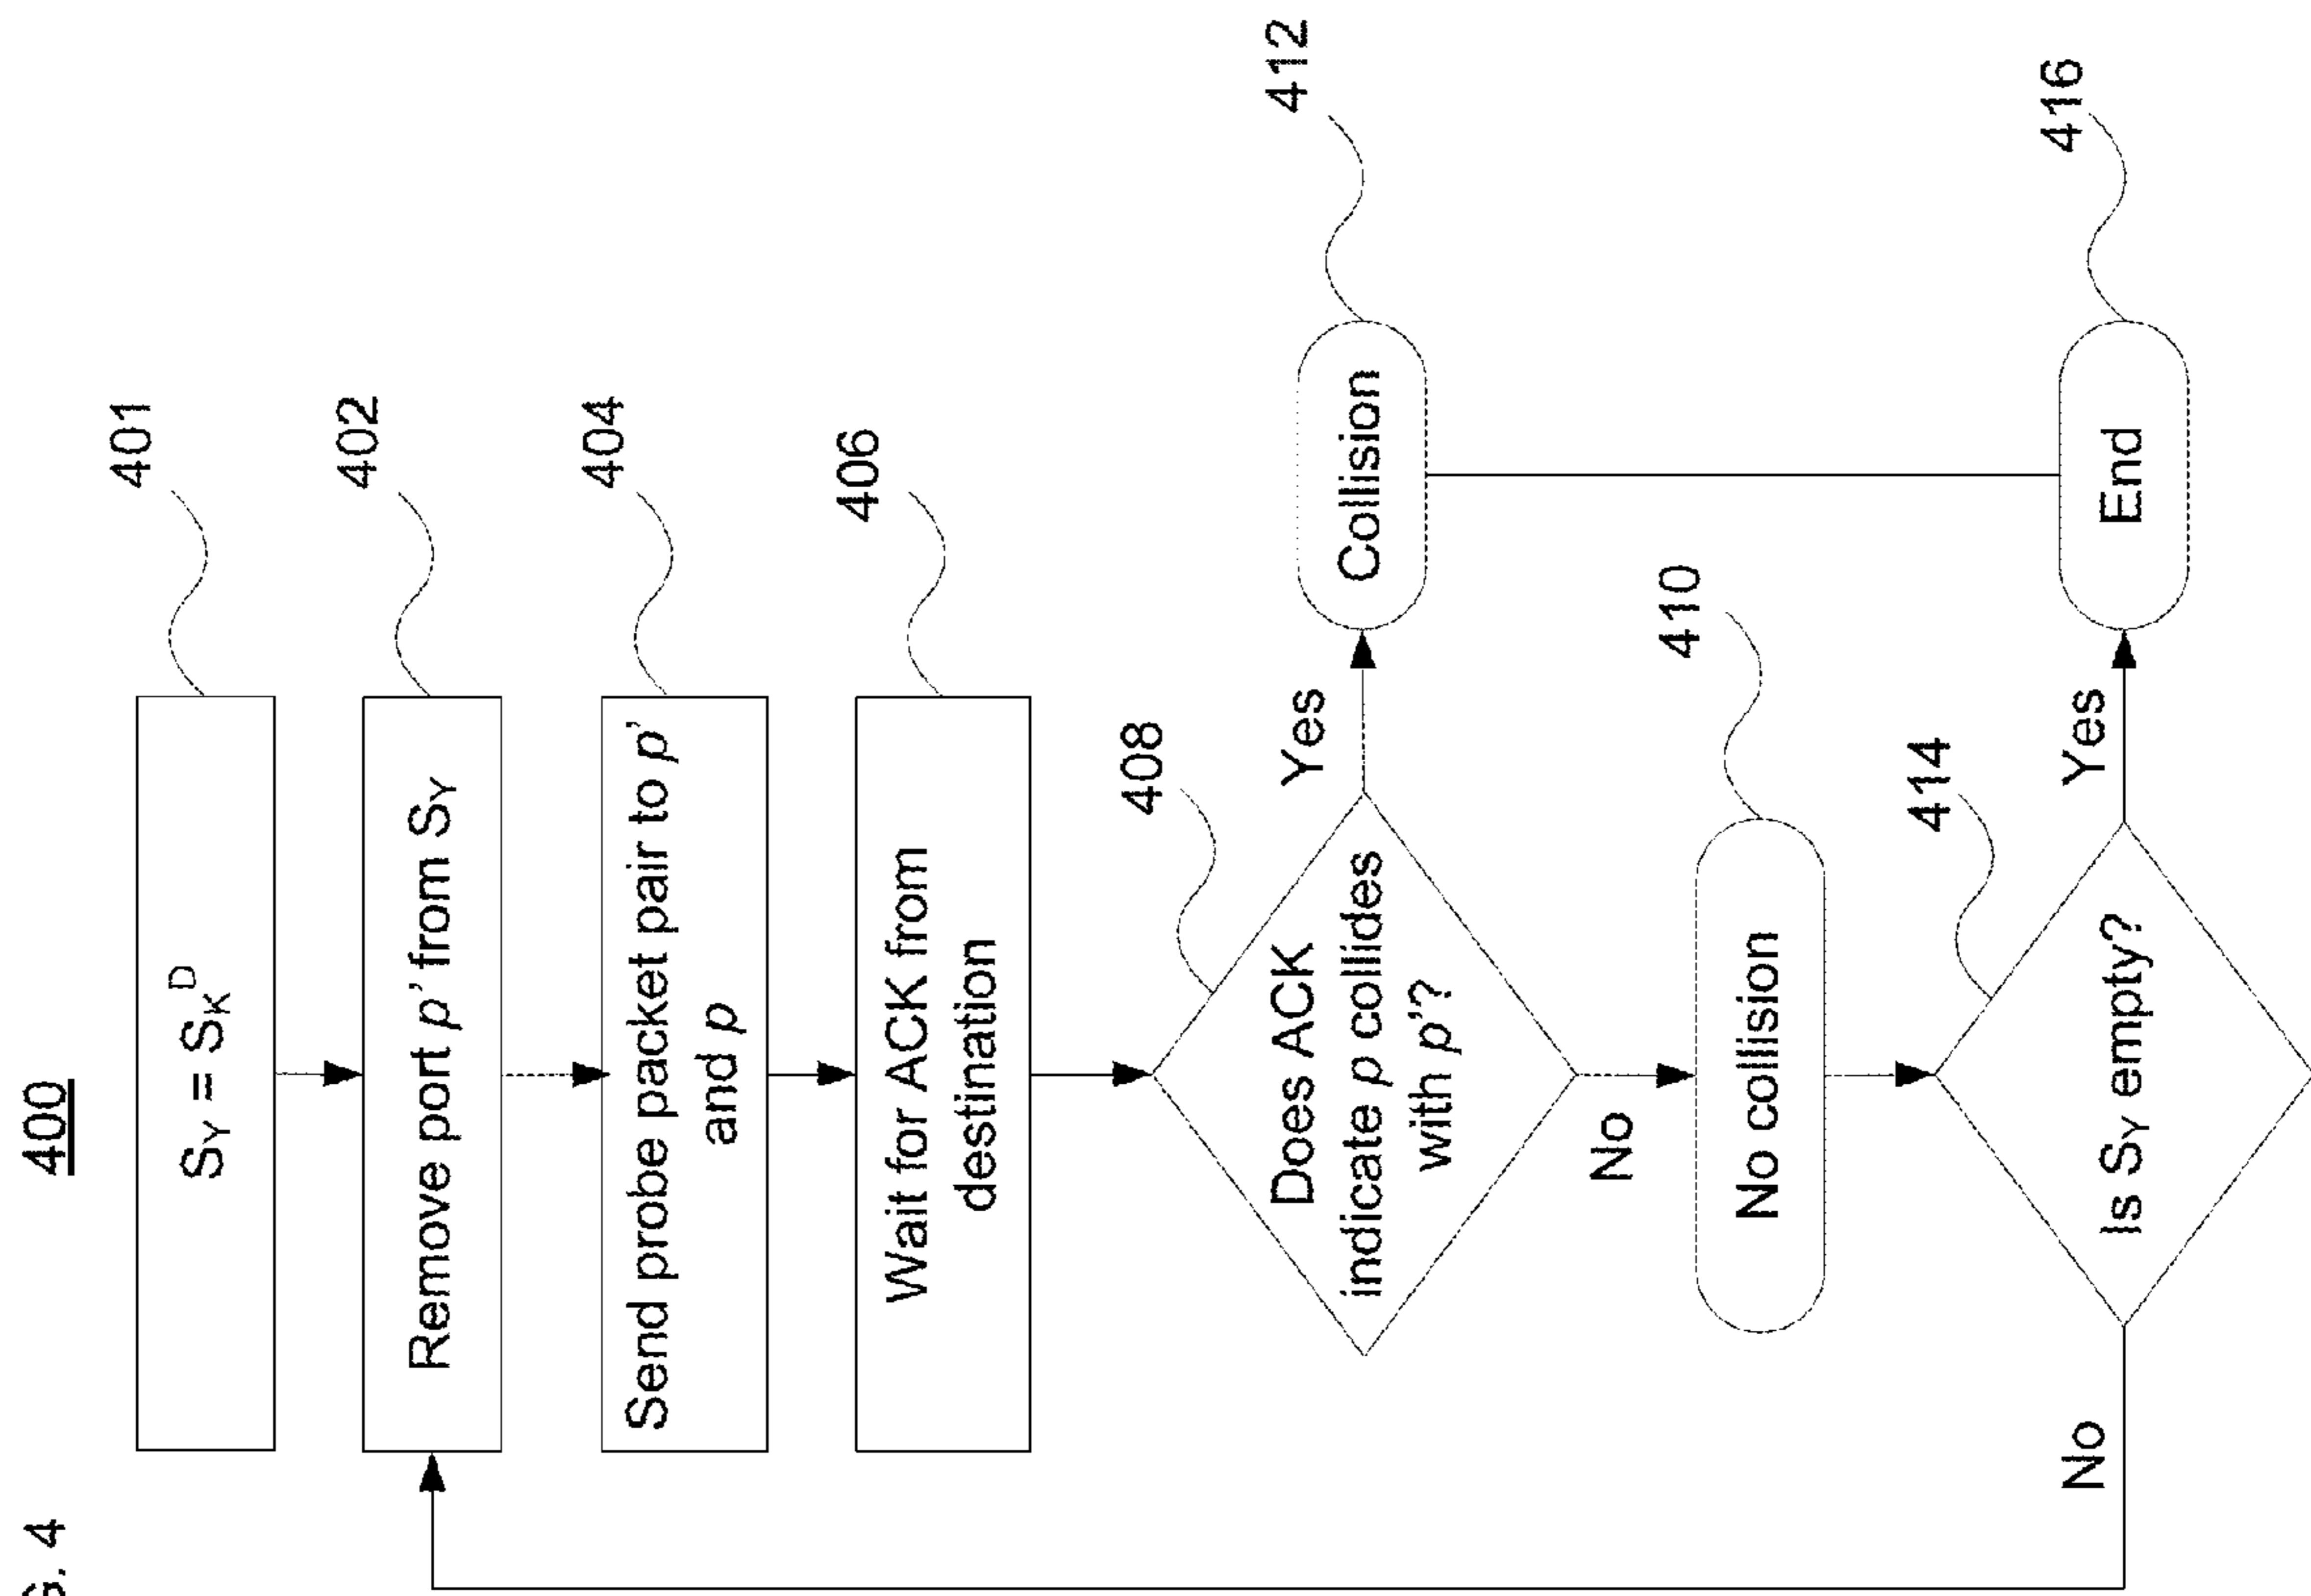 G. 4
400
401
S_Y = S_K^D
402
Remove port p' from S_Y
404
Send probe packet pair to p'
and p
406
Wait for ACK from
destination
408
Does ACK
indicate p collides
with p'?
Yes
412
Collision
No
410
No collision
414
Is S_Y empty?
Yes
416
End
No